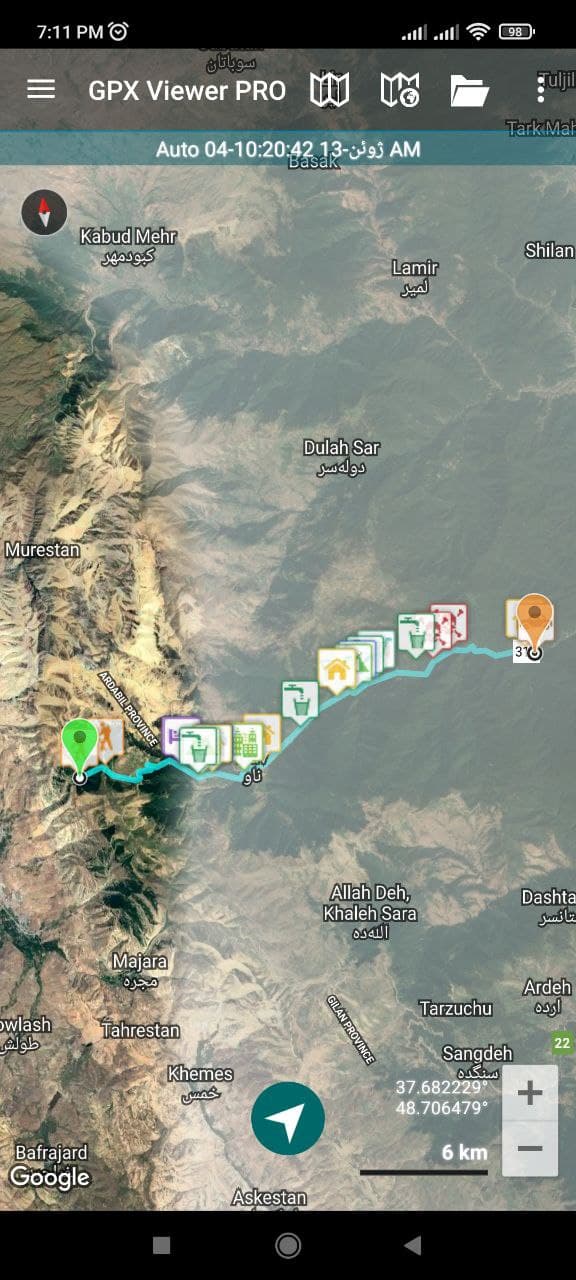 7:11 PM
98
سوباتان
GPX Viewer PRO
Tuljil
Tark Mah
Auto 04-10:20:42 13-ژوئن AM
Basak
Kabud Mehr
کبودمهر
Shilan
Lamir
لمیر
Dulah Sar
دوله‌سر
Murestan
ARDABIL PROVINCE
ناو
Allah Deh,
Khaleh Sara
الله‌ده
Dashta
Majara
مجره
Ardeh
ارده
Tarzuchu
owlash
طولش
Tahrestan
GILAN PROVINCE
22
Sangdeh
سنگده
Khemes
خمس
37.682229°
48.706479°
+
−
6 km
Bafrajard
Google
Askestan